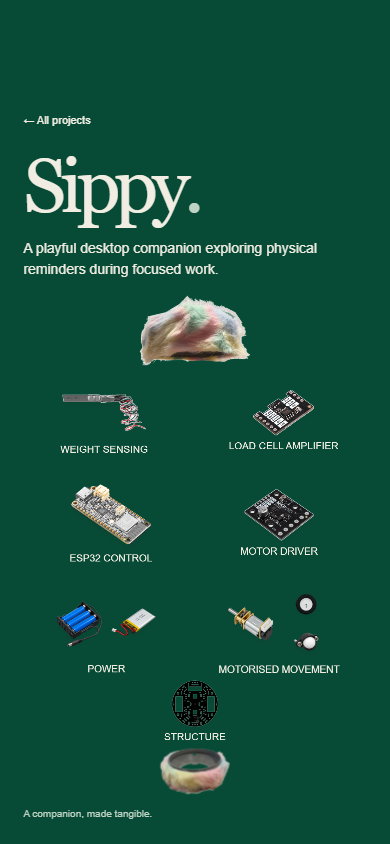 ← All projects
Sippy.
A playful desktop companion exploring physical
reminders during focused work.
WEIGHT SENSING
LOAD CELL AMPLIFIER
ESP32 CONTROL
MOTOR DRIVER
POWER
MOTORISED MOVEMENT
STRUCTURE
A companion, made tangible.